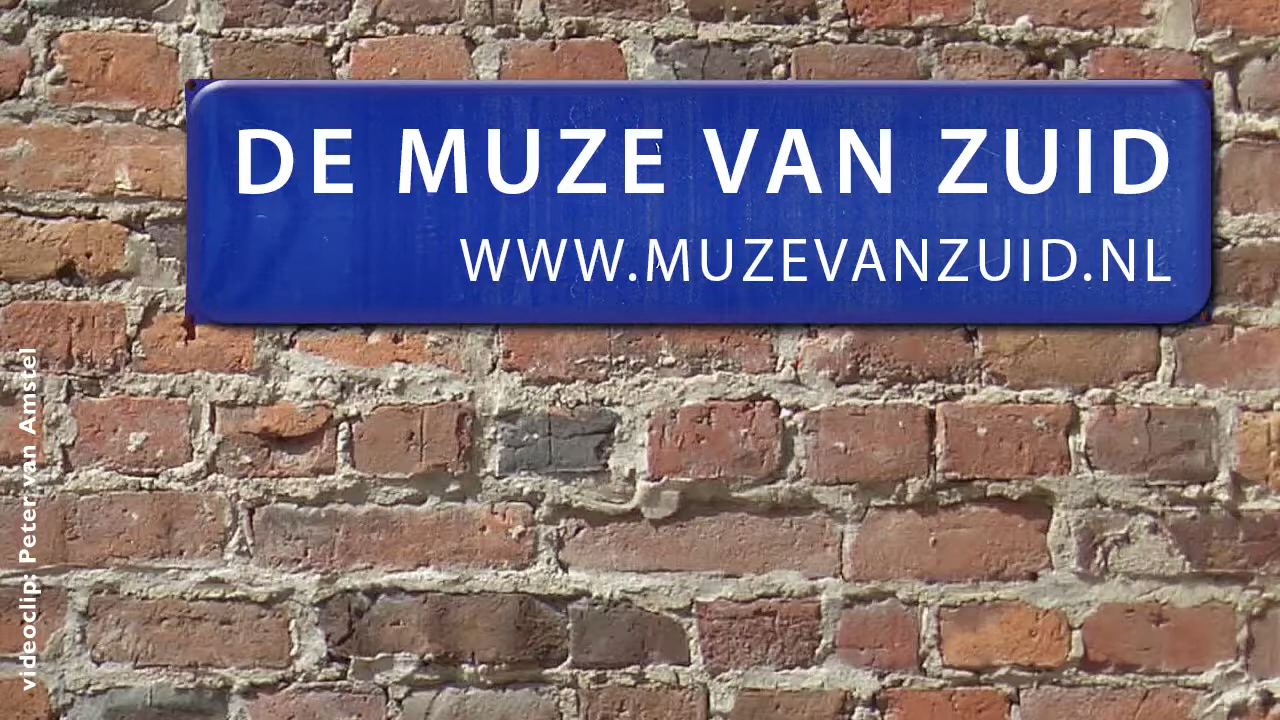 DE MUZE VAN ZUID
WWW.MUZEVANZUID.NL
videoclip: Peter van Amstel